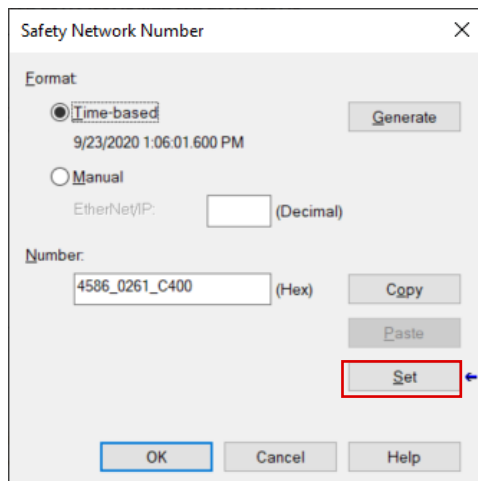 Safety Network Number
Format
Time-based
Generate
9/23/2020 1:06:01.600 PM
Manual
EtherNet/IP:
(Decimal)
Number:
4586_0261_C400
(Hex)
Copy
Paste
Set
OK
Cancel
Help